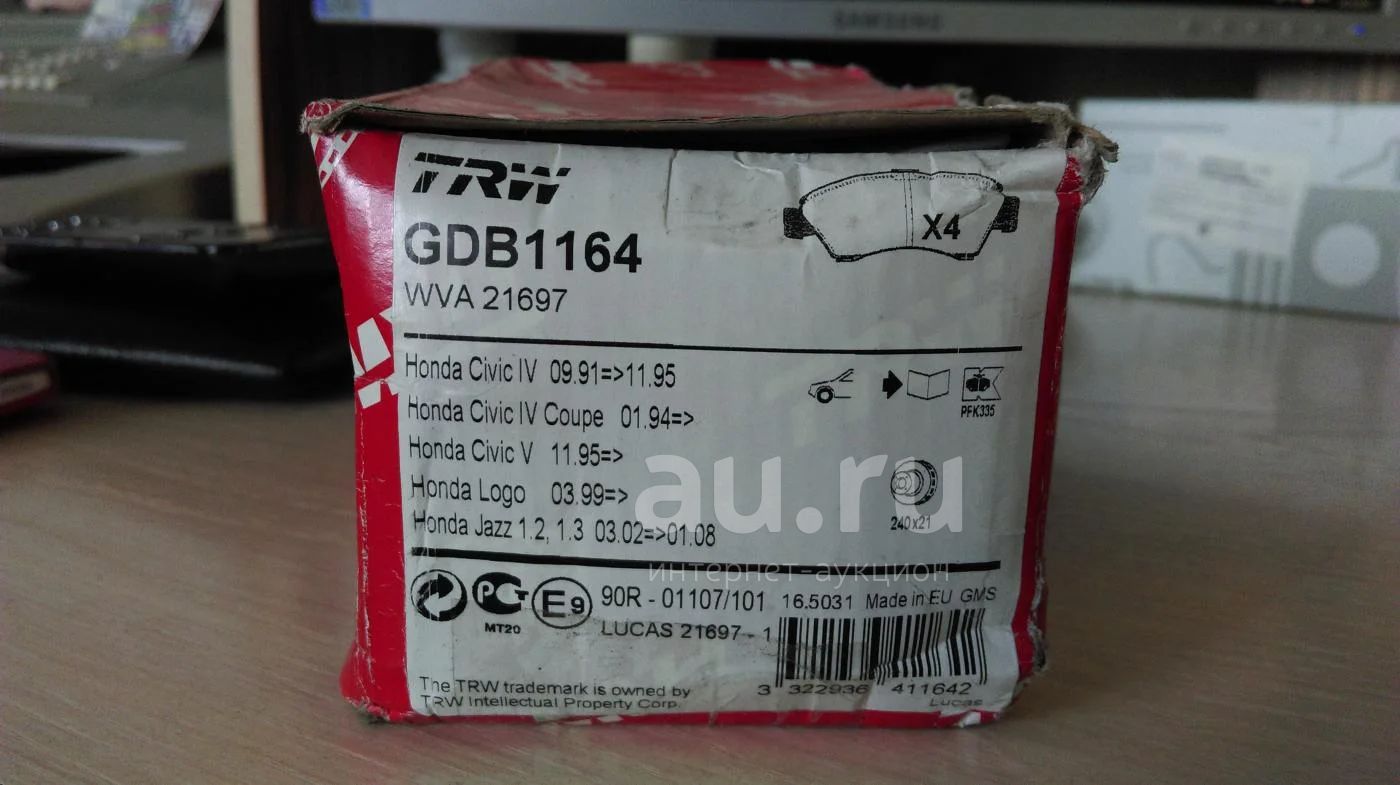 SAMSUNG
TRW
GDB1164
WVA 21697
X4
Honda Civic IV 09.91=>11.95
Honda Civic IV Coupe 01.94=>
Honda Civic V 11.95=>
Honda Logo 03.99=>
Honda Jazz 1.2, 1.3 03.02=>01.08
PFK335
240x21
au.ru
интернет-аукцион
РСТ
MT20
E9
90R - 01107/101 16.5031 Made in EU GMS
LUCAS 21697 - 1
The TRW trademark is owned by
TRW Intellectual Property Corp.
3 322936 411642
Lucas